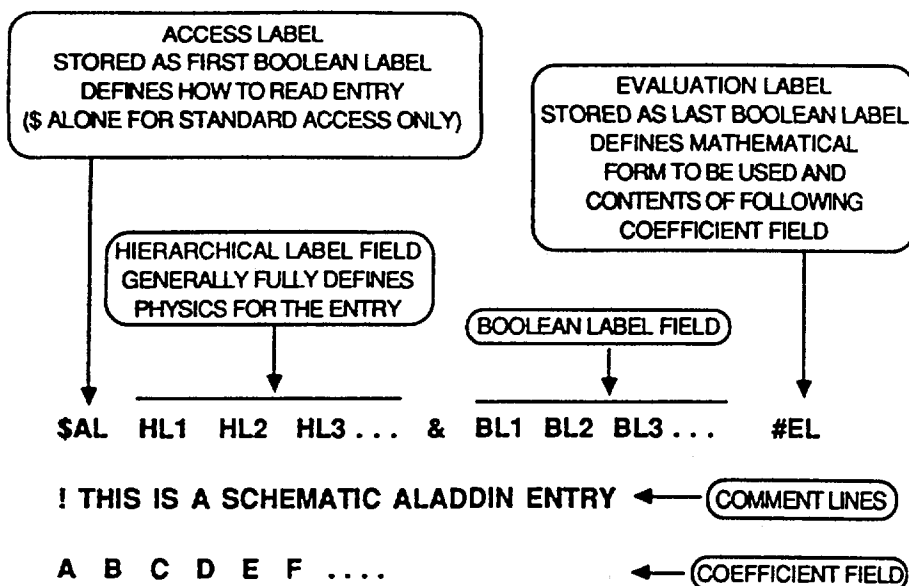 ACCESS LABEL
STORED AS FIRST BOOLEAN LABEL
DEFINES HOW TO READ ENTRY
($ ALONE FOR STANDARD ACCESS ONLY)
EVALUATION LABEL
STORED AS LAST BOOLEAN LABEL
DEFINES MATHEMATICAL
FORM TO BE USED AND
CONTENTS OF FOLLOWING
COEFFICIENT FIELD
HIERARCHICAL LABEL FIELD
GENERALLY FULLY DEFINES
PHYSICS FOR THE ENTRY
BOOLEAN LABEL FIELD
$AL HL1 HL2 HL3 . . . & BL1 BL2 BL3 . . . #EL
! THIS IS A SCHEMATIC ALADDIN ENTRY COMMENT LINES
A B C D E F . . . . COEFFICIENT FIELD